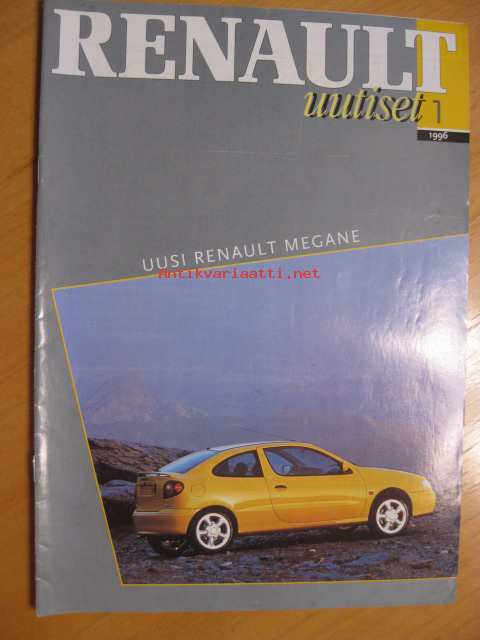 RENAULT
uutiset 1
1996
UUSI RENAULT MEGANE
Antikvariaatti.net